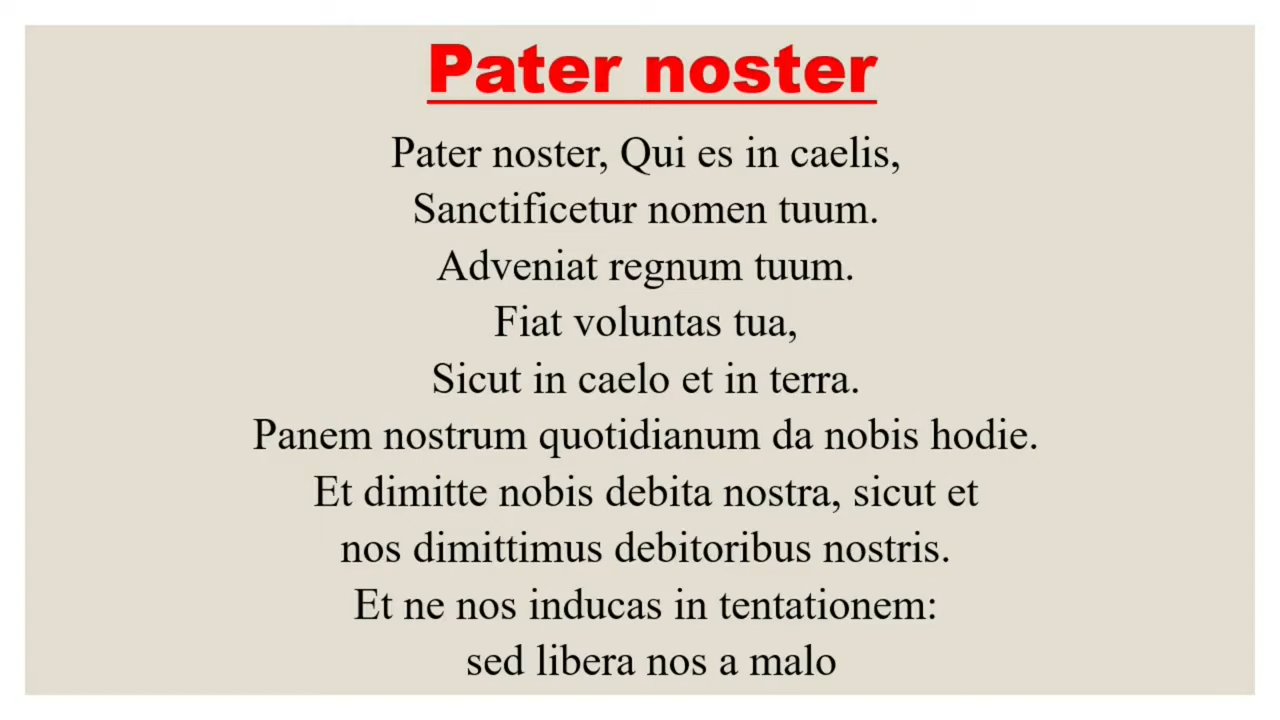 Pater noster
Pater noster, Qui es in caelis,
Sanctificetur nomen tuum.
Adveniat regnum tuum.
Fiat voluntas tua,
Sicut in caelo et in terra.
Panem nostrum quotidianum da nobis hodie.
Et dimitte nobis debita nostra, sicut et
nos dimittimus debitoribus nostris.
Et ne nos inducas in tentationem:
sed libera nos a malo